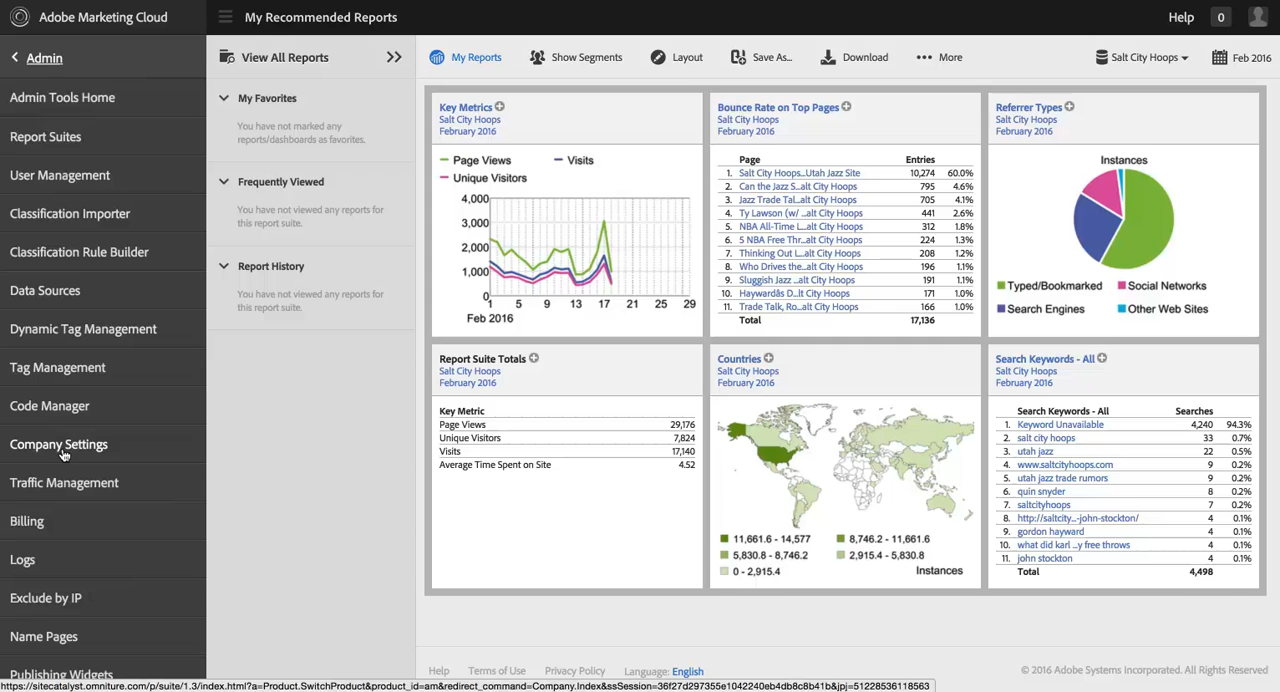 Adobe Marketing Cloud
My Recommended Reports
Help
0
Admin
Admin Tools Home
Report Suites
User Management
Classification Importer
Classification Rule Builder
Data Sources
Dynamic Tag Management
Tag Management
Code Manager
Company Settings
Traffic Management
Billing
Logs
Exclude by IP
Name Pages
Publishing Widgets
View All Reports
My Favorites
You have not marked any
reports/dashboards as favorites.
Frequently Viewed
You have not viewed any reports for
this report suite.
Report History
You have not viewed any reports for
this report suite.
My Reports
Show Segments
Layout
Save As...
Download
More
Salt City Hoops
Feb 2016
Key Metrics
Salt City Hoops
February 2016
Page Views
Visits
Unique Visitors
4,000
3,000
2,000
1,000
0
1 5 9 13 17 21 25 29
Feb 2016
Bounce Rate on Top Pages
Salt City Hoops
February 2016
Page Entries
1. Salt City Hoops...Utah Jazz Site 10,274 60.0%
2. Can the Jazz S...alt City Hoops 795 4.6%
3. Jazz Trade Tal...alt City Hoops 705 4.1%
4. Ty Lawson (w/ ...alt City Hoops 441 2.6%
5. NBA All-Time L...alt City Hoops 312 1.8%
6. 5 NBA Free Thr...alt City Hoops 224 1.3%
7. Thinking Out L...alt City Hoops 208 1.2%
8. Who Drives the...alt City Hoops 196 1.1%
9. Sluggish Jazz ...alt City Hoops 191 1.1%
10. Haywardâs D...lt City Hoops 171 1.0%
11. Trade Talk, Ro...alt City Hoops 166 1.0%
Total 17,136
Referrer Types
Salt City Hoops
February 2016
Instances
Typed/Bookmarked
Social Networks
Search Engines
Other Web Sites
Report Suite Totals
Salt City Hoops
February 2016
Key Metric
Page Views 29,176
Unique Visitors 7,824
Visits 17,140
Average Time Spent on Site 4.52
Countries
Salt City Hoops
February 2016
11,661.6 - 14,577
8,746.2 - 11,661.6
5,830.8 - 8,746.2
2,915.4 - 5,830.8
0 - 2,915.4
Instances
Search Keywords - All
Salt City Hoops
February 2016
Search Keywords - All Searches
1. Keyword Unavailable 4,240 94.3%
2. salt city hoops 33 0.7%
3. utah jazz 22 0.5%
4. www.saltcityhoops.com 9 0.2%
5. utah jazz trade rumors 9 0.2%
6. quin snyder 8 0.2%
7. saltcityhoops 7 0.2%
8. http://saltcity...-john-stockton/ 4 0.1%
9. gordon hayward 4 0.1%
10. what did karl ...y free throws 4 0.1%
11. john stockton 4 0.1%
Total 4,498
Help
Terms of Use
Privacy Policy
Language: English
© 2016 Adobe Systems Incorporated. All Rights Reserved
https://sitecatalyst.omniture.com/p/suite/1.3/index.html?a=Product.SwitchProduct&product_id=am&redirect_command=Company.Index&ssSession=36f27d297355e1042240eb4db8c8b41b&jpj=51228536118563